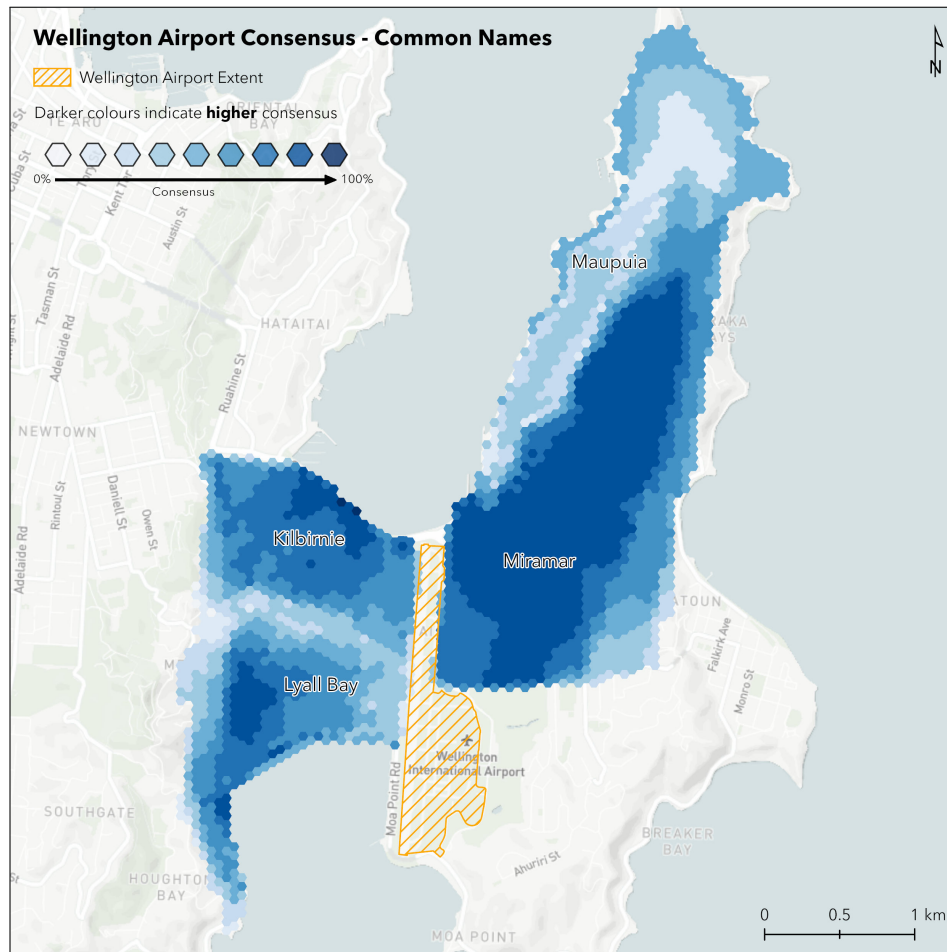 Wellington Airport Consensus - Common Names
Wellington Airport Extent
Darker colours indicate higher consensus
0%
100%
Consensus
N
TE ARO
ORIENTAL
BAY
Cuba St
Tory St
Kent Ter
Austin St
Tasman St
Adelaide Rd
HATAITAI
Ruahine St
NEWTOWN
Rintoul St
Daniell St
Owen St
Adelaide Rd
Maupuia
Kilbirnie
Miramar
Lyall Bay
Falkirk Ave
Monro St
Wellington
International Airport
Moa Point Rd
SOUTHGATE
HOUGHTON
BAY
BREAKER
BAY
Ahuriri St
MOA POINT
0
0.5
1 km